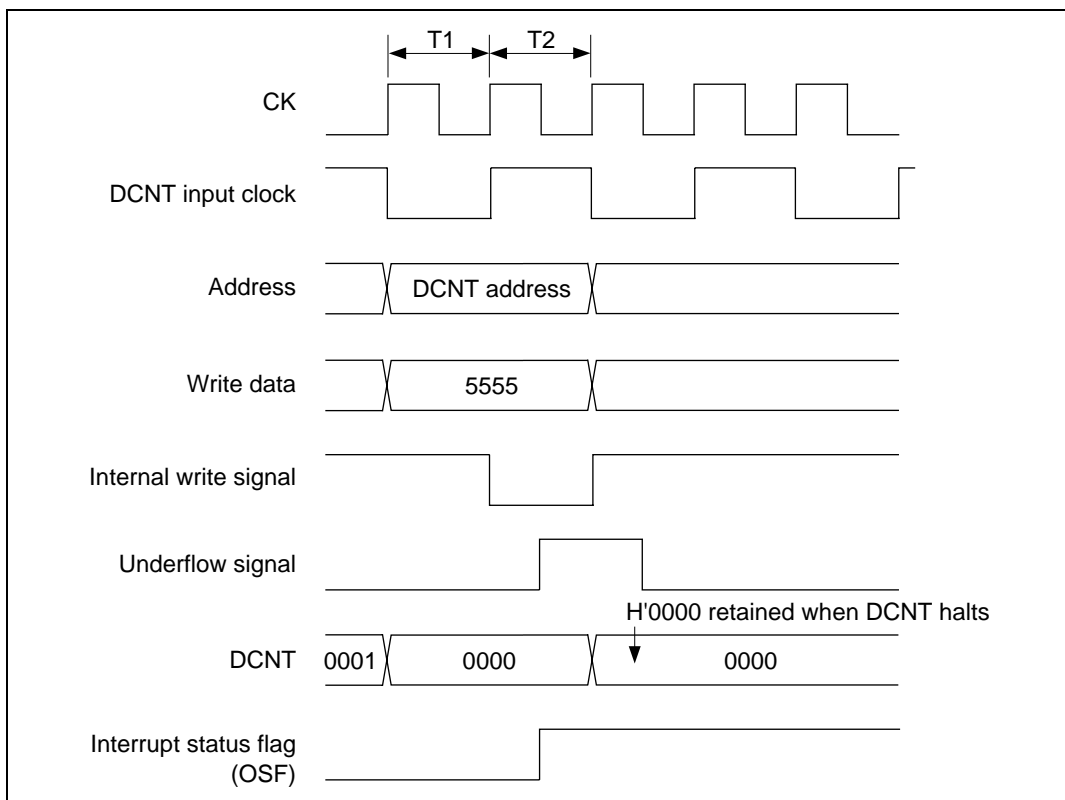 T1 T2
CK
DCNT input clock
Address DCNT address
Write data 5555
Internal write signal
Underflow signal
H'0000 retained when DCNT halts
DCNT 0001 0000 0000
Interrupt status flag
(OSF)